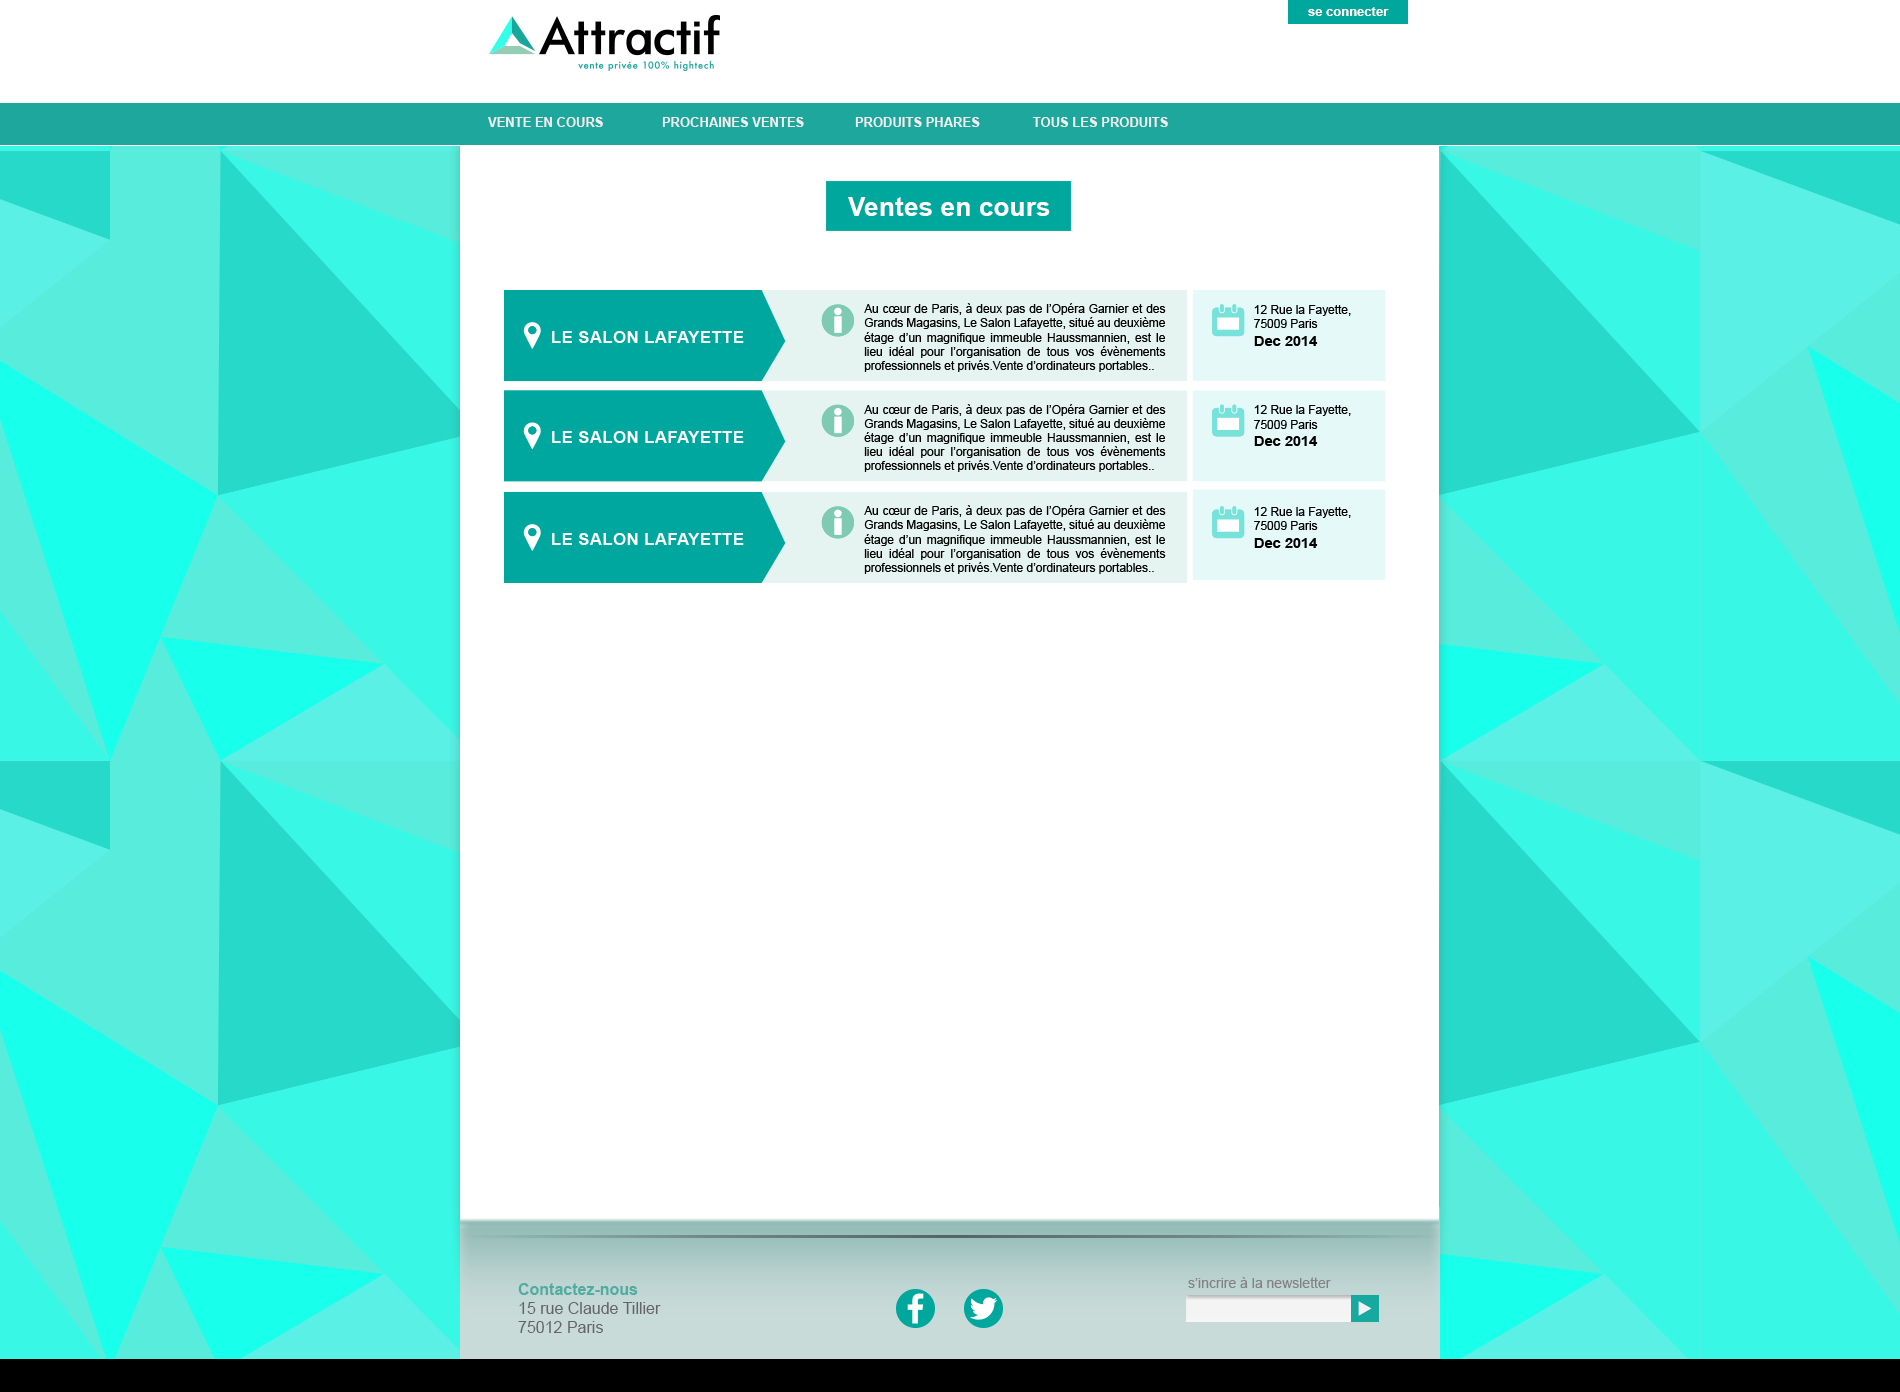 Attractif
vente privée 100% hightech
se connecter
VENTE EN COURS PROCHAINES VENTES PRODUITS PHARES TOUS LES PRODUITS
Ventes en cours
LE SALON LAFAYETTE
Au cœur de Paris, à deux pas de l’Opéra Garnier et des
Grands Magasins, Le Salon Lafayette, situé au deuxième
étage d’un magnifique immeuble Haussmannien, est le
lieu idéal pour l’organisation de tous vos évènements
professionnels et privés.Vente d’ordinateurs portables..
12 Rue la Fayette,
75009 Paris
Dec 2014
LE SALON LAFAYETTE
Au cœur de Paris, à deux pas de l’Opéra Garnier et des
Grands Magasins, Le Salon Lafayette, situé au deuxième
étage d’un magnifique immeuble Haussmannien, est le
lieu idéal pour l’organisation de tous vos évènements
professionnels et privés.Vente d’ordinateurs portables..
12 Rue la Fayette,
75009 Paris
Dec 2014
LE SALON LAFAYETTE
Au cœur de Paris, à deux pas de l’Opéra Garnier et des
Grands Magasins, Le Salon Lafayette, situé au deuxième
étage d’un magnifique immeuble Haussmannien, est le
lieu idéal pour l’organisation de tous vos évènements
professionnels et privés.Vente d’ordinateurs portables..
12 Rue la Fayette,
75009 Paris
Dec 2014
Contactez-nous
15 rue Claude Tillier
75012 Paris
s’incrire à la newsletter